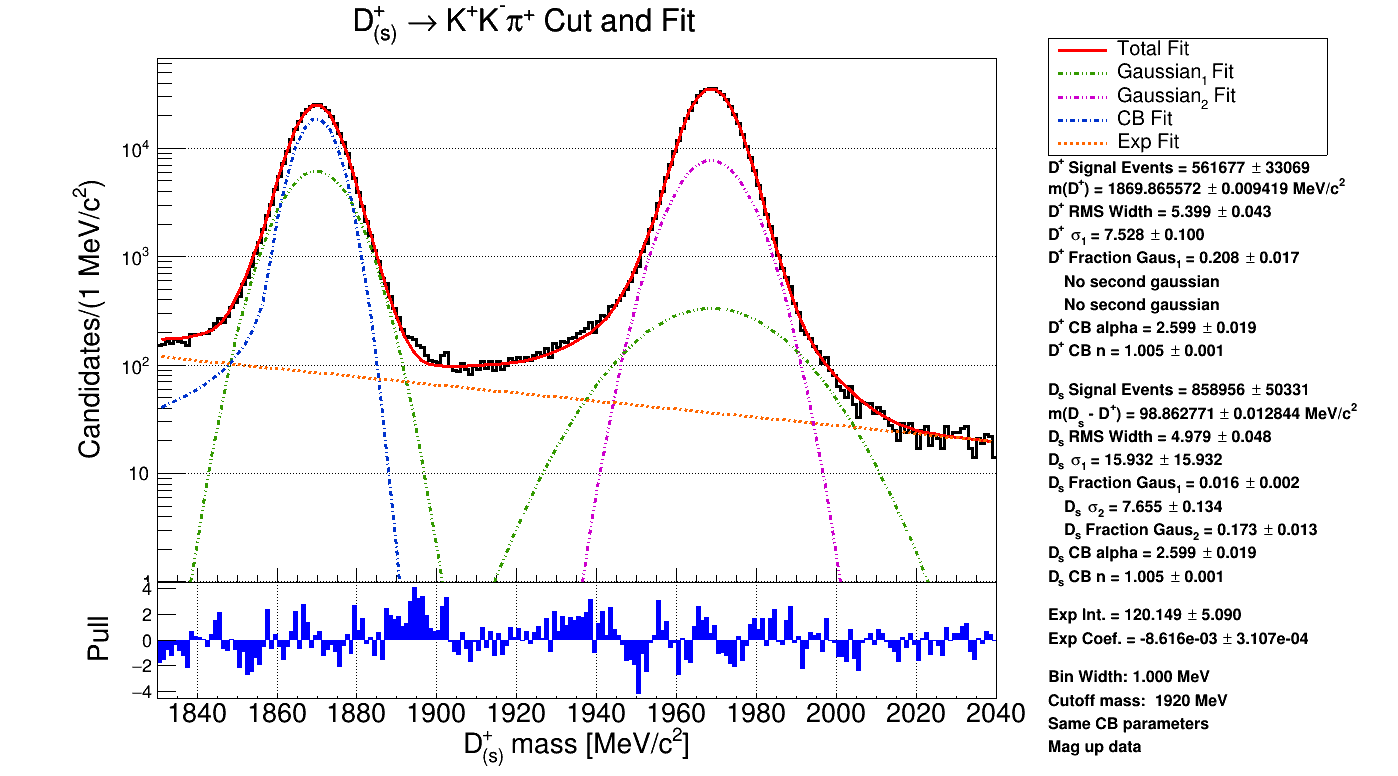 D⁺₍ₛ₎ → K⁺K⁻π⁺ Cut and Fit
Candidates/(1 MeV/c²)
10⁴
10³
10²
10
1
Pull
4
2
0
−2
−4
1840 1860 1880 1900 1920 1940 1960 1980 2000 2020 2040
D⁺₍ₛ₎ mass [MeV/c²]
Total Fit
Gaussian₁ Fit
Gaussian₂ Fit
CB Fit
Exp Fit
D⁺ Signal Events = 561677 ± 33069
m(D⁺) = 1869.865572 ± 0.009419 MeV/c²
D⁺ RMS Width = 5.399 ± 0.043
D⁺ σ₁ = 7.528 ± 0.100
D⁺ Fraction Gaus₁ = 0.208 ± 0.017
No second gaussian
No second gaussian
D⁺ CB alpha = 2.599 ± 0.019
D⁺ CB n = 1.005 ± 0.001
Dₛ Signal Events = 858956 ± 50331
m(Dₛ - D⁺) = 98.862771 ± 0.012844 MeV/c²
Dₛ RMS Width = 4.979 ± 0.048
Dₛ σ₁ = 15.932 ± 15.932
Dₛ Fraction Gaus₁ = 0.016 ± 0.002
Dₛ σ₂ = 7.655 ± 0.134
Dₛ Fraction Gaus₂ = 0.173 ± 0.013
Dₛ CB alpha = 2.599 ± 0.019
Dₛ CB n = 1.005 ± 0.001
Exp Int. = 120.149 ± 5.090
Exp Coef. = -8.616e-03 ± 3.107e-04
Bin Width: 1.000 MeV
Cutoff mass: 1920 MeV
Same CB parameters
Mag up data